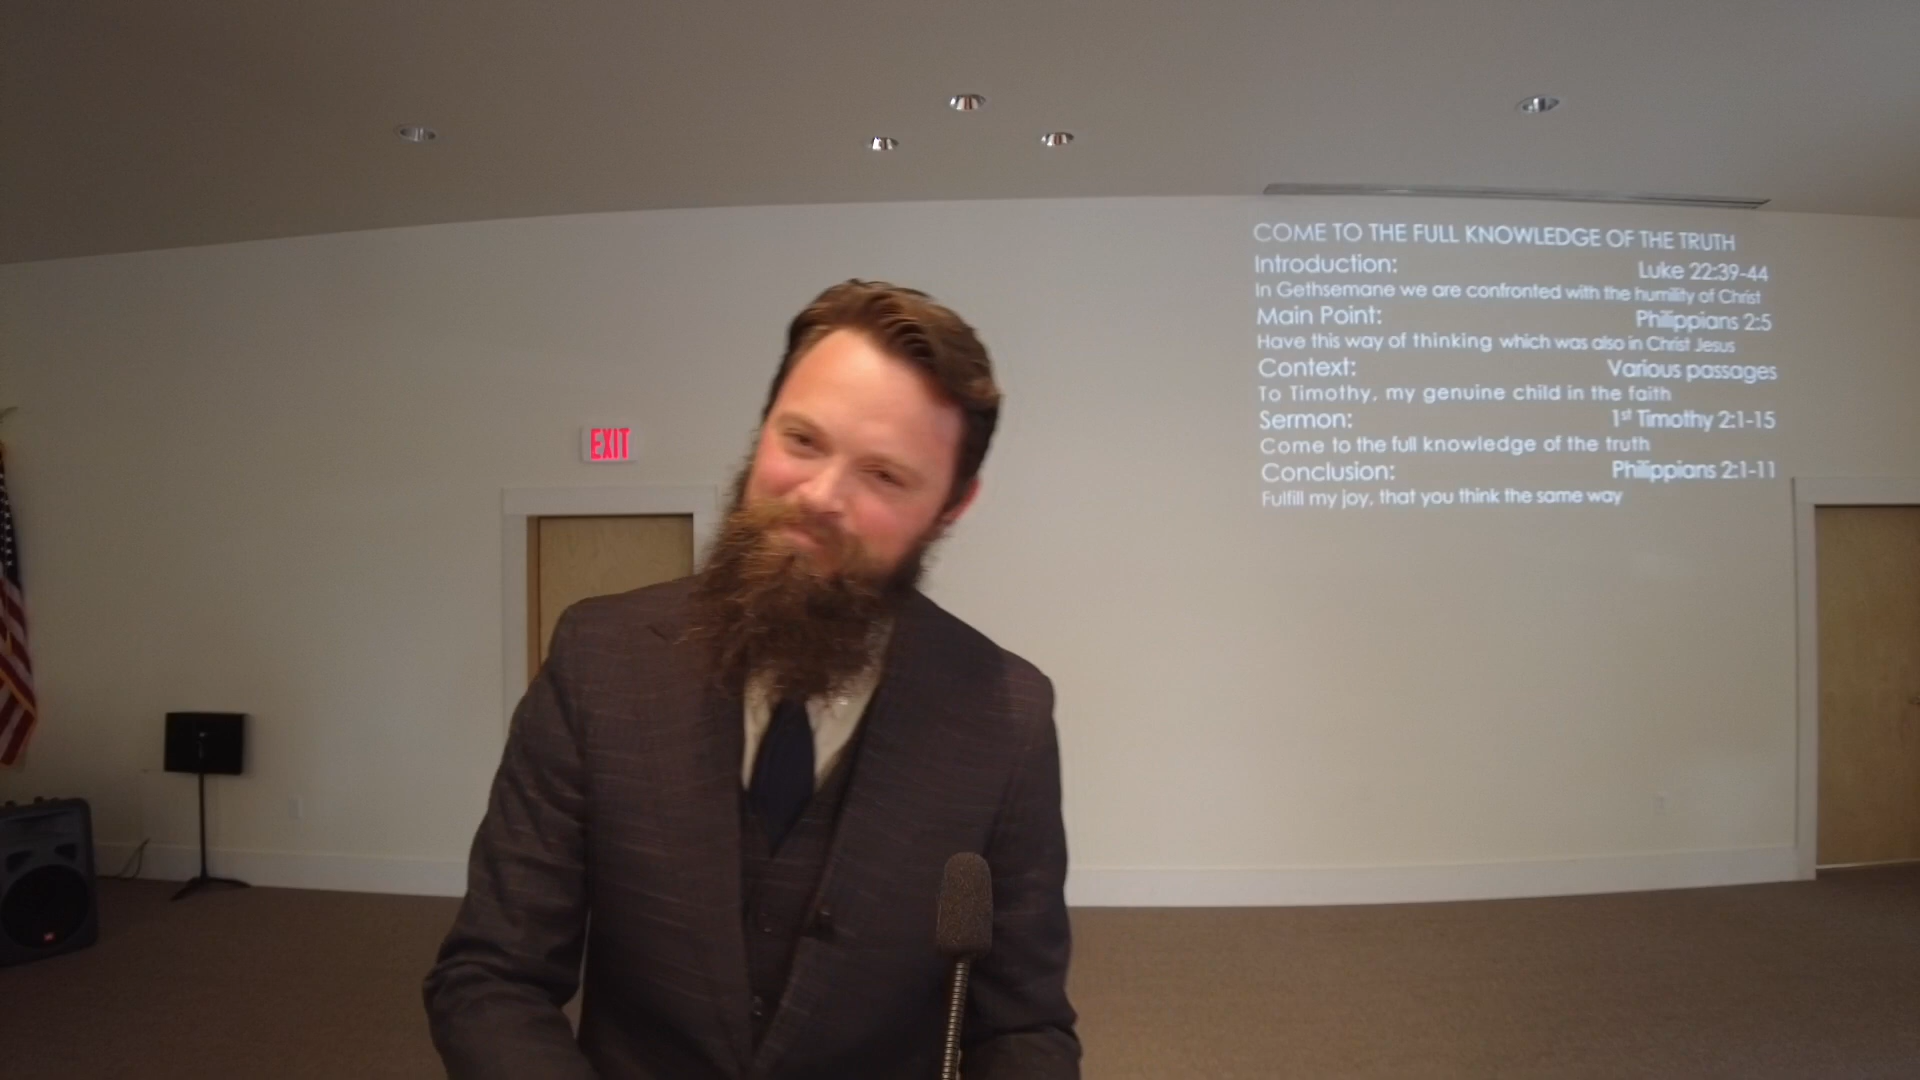 EXIT
COME TO THE FULL KNOWLEDGE OF THE TRUTH
Introduction: Luke 22:39-44
In Gethsemane we are confronted with the humility of Christ
Main Point: Philippians 2:5
Have this way of thinking which was also in Christ Jesus
Context: Various passages
To Timothy, my genuine child in the faith
Sermon: 1st Timothy 2:1-15
Come to the full knowledge of the truth
Conclusion: Philippians 2:1-11
Fulfill my joy, that you think the same way